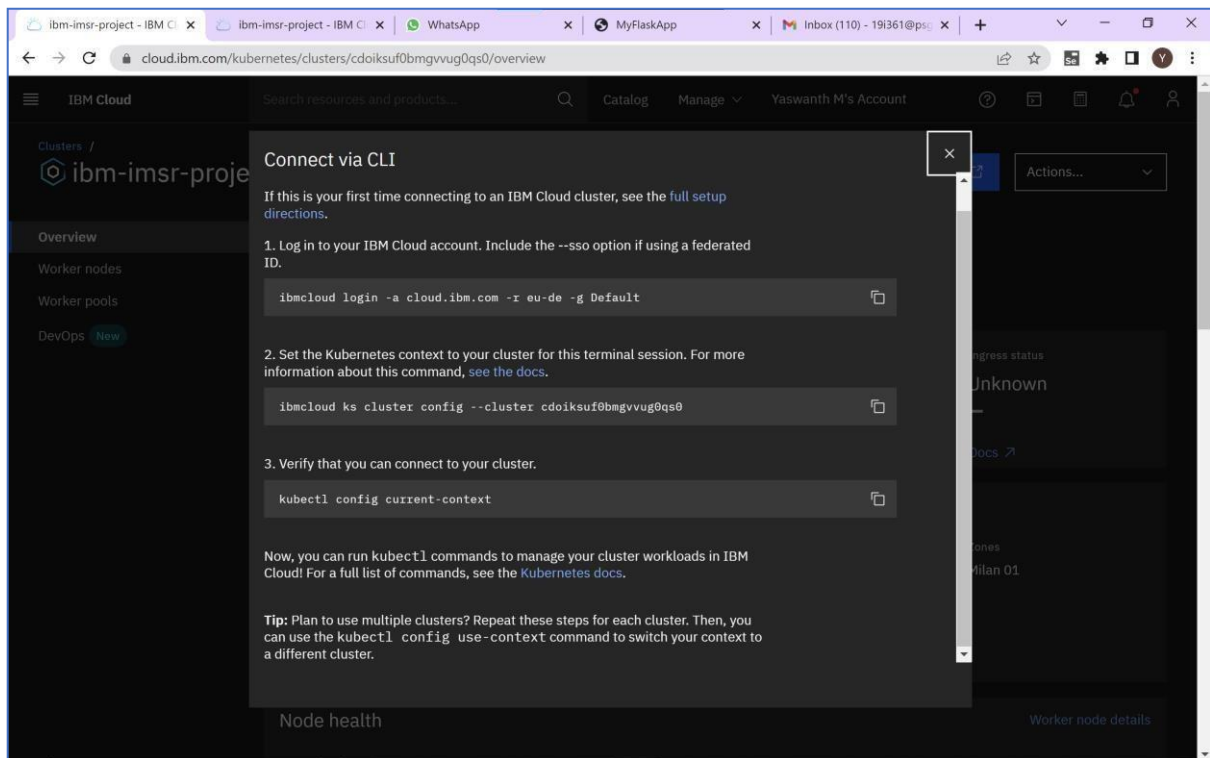 ibm-imsr-project - IBM Cl
ibm-imsr-project - IBM Cl
WhatsApp
MyFlaskApp
Inbox (110) - 19i361@psg
cloud.ibm.com/kubernetes/clusters/cdoiksuf0bmgvvug0qs0/overview
Se
Y
IBM Cloud
Search resources and products...
Catalog
Manage
Yaswanth M's Account
Clusters /
ibm-imsr-proje
Actions...
Overview
Worker nodes
Worker pools
DevOps New
Connect via CLI
If this is your first time connecting to an IBM Cloud cluster, see the full setup
directions.
1. Log in to your IBM Cloud account. Include the --sso option if using a federated
ID.
ibmcloud login -a cloud.ibm.com -r eu-de -g Default
2. Set the Kubernetes context to your cluster for this terminal session. For more
information about this command, see the docs.
ibmcloud ks cluster config --cluster cdoiksuf0bmgvvug0qs0
3. Verify that you can connect to your cluster.
kubectl config current-context
Now, you can run kubectl commands to manage your cluster workloads in IBM
Cloud! For a full list of commands, see the Kubernetes docs.
Tip: Plan to use multiple clusters? Repeat these steps for each cluster. Then, you
can use the kubectl config use-context command to switch your context to
a different cluster.
ngress status
Unknown
Docs
Zones
Milan 01
Node health
Worker node details